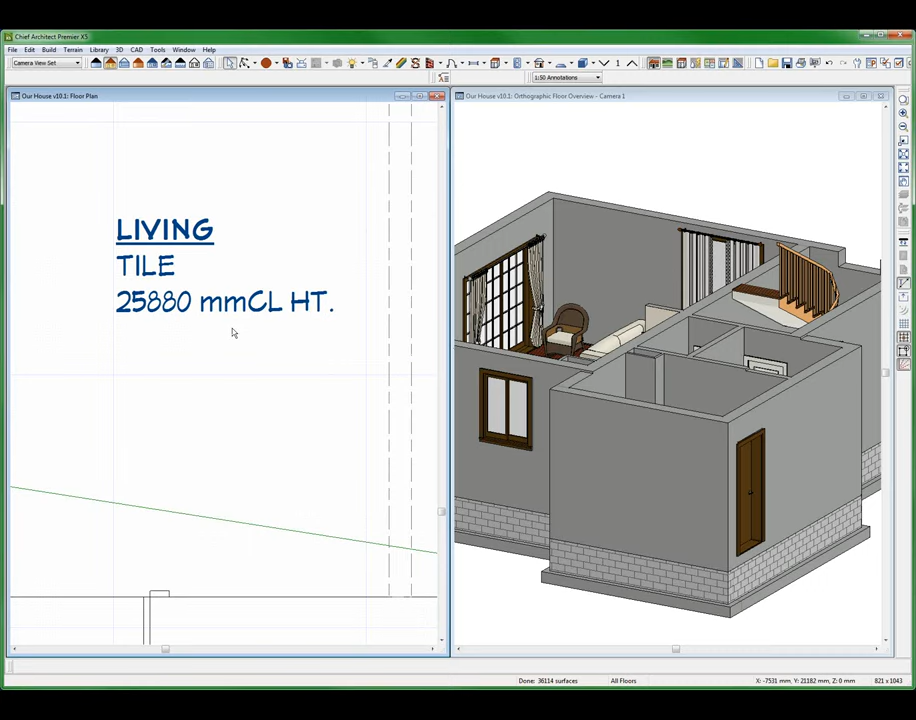 Chief Architect Premier X5
File Edit Build Terrain Library 3D CAD Tools Window Help
Camera View Set
1
1:50 Annotations
Our House v10.1: Floor Plan
Our House v10.1: Orthographic Floor Overview - Camera 1
LIVING
TILE
25880 mmCL HT.
Done: 36114 surfaces
All Floors
X: -7531 mm, Y: 21182 mm, Z: 0 mm
821 x 1043